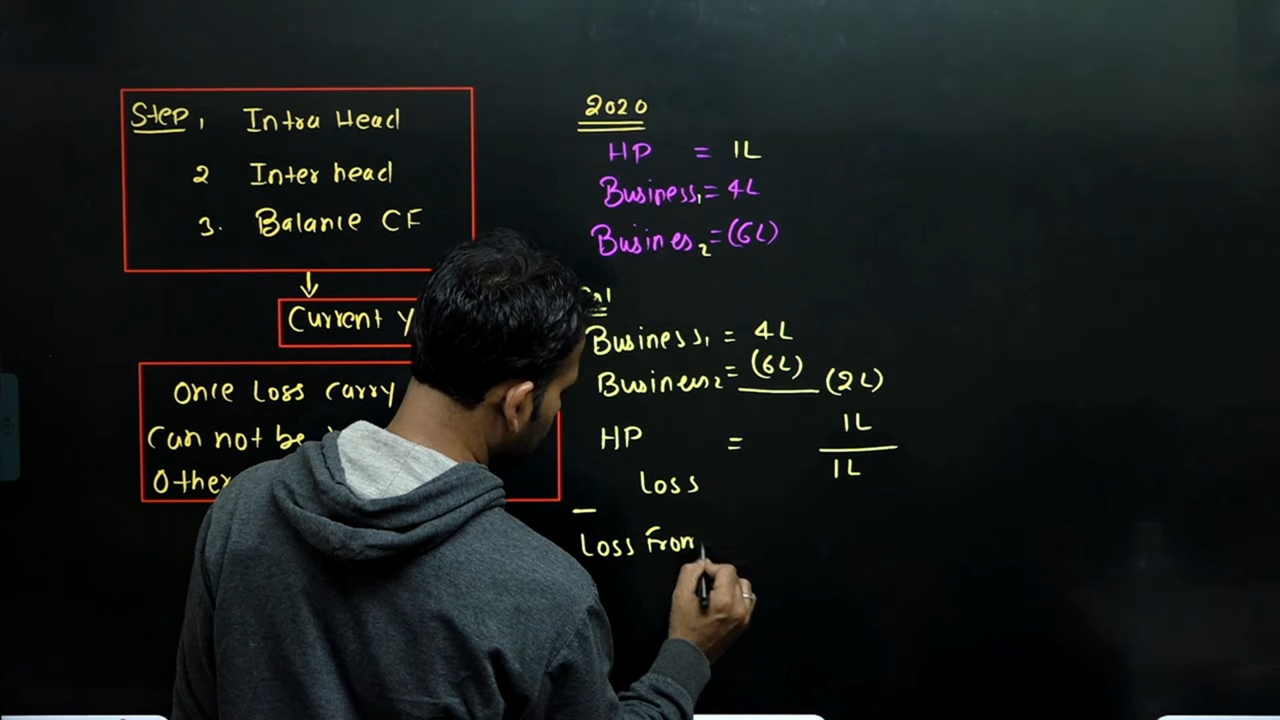 Step 1 Intra Head
2 Inter head
3. Balance CF
Current Y
Once Loss carry
Can not be
Other
2020
HP = 1L
Business1 = 4L
Busines2 = (6L)
Business1 = 4L
Business2 = (6L) (2L)
HP = 1L
1L
Loss
Loss From